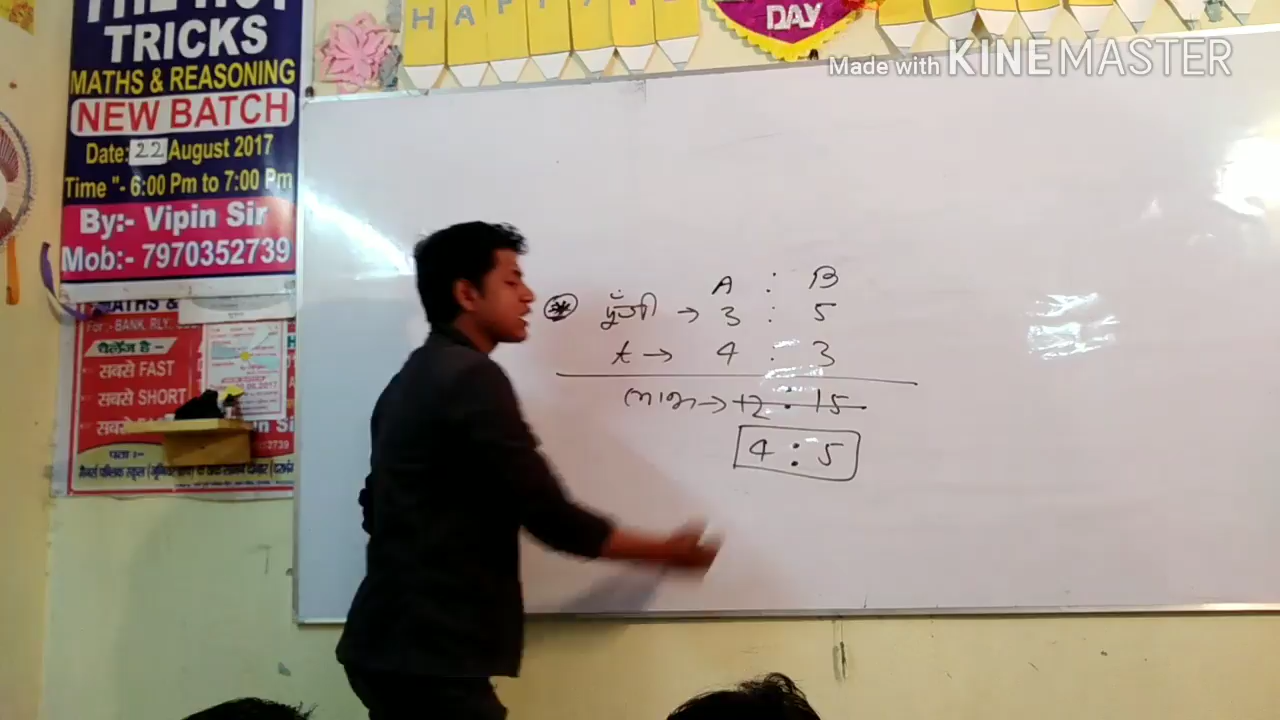 THE HOT
TRICKS
MATHS & REASONING
NEW BATCH
Date: 22 August 2017
Time "- 6:00 Pm to 7:00 Pm
By:- Vipin Sir
Mob:- 7970352739
MATHS &
For :- BANK, RLY,
चैलेंज है -
सबसे FAST
सबसे SHORT
सबसे
पता :-
HAPPY
DAY
Made with KINEMASTER
A : B
पूँजी → 3 : 5
t → 4 : 3
लाभ → 12 : 15
4 : 5